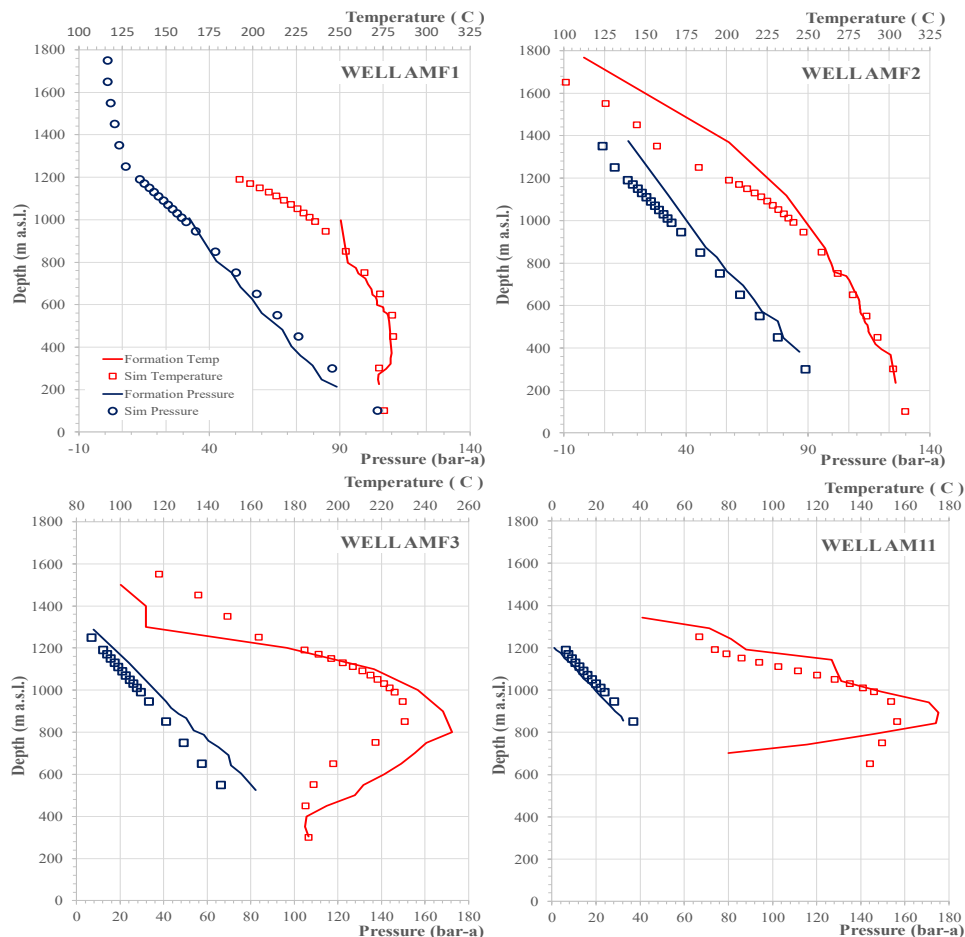 Temperature ( C )
Temperature ( C )
100 125 150 175 200 225 250 275 300 325
100 125 150 175 200 225 250 275 300 325
1800
1600
1400
1200
1000
800
600
400
200
0
Depth (m a.s.l.)
WELL AMF1
Formation Temp
Sim Temperature
Formation Pressure
Sim Pressure
-10 40 90 140
Pressure (bar-a)
1800
1600
1400
1200
1000
800
600
400
200
0
Depth (m a.s.l.)
WELL AMF2
-10 40 90 140
Pressure (bar-a)
Temperature ( C )
Temperature ( C )
80 100 120 140 160 180 200 220 240 260
0 20 40 60 80 100 120 140 160 180
1800
1600
1400
1200
1000
800
600
400
200
0
Depth (m a.s.l.)
WELL AMF3
0 20 40 60 80 100 120 140 160 180
Pressure (bar-a)
1800
1600
1400
1200
1000
800
600
400
200
0
Depth (m a.s.l.)
WELL AM11
0 20 40 60 80 100 120 140 160 180
Pressure (bar-a)